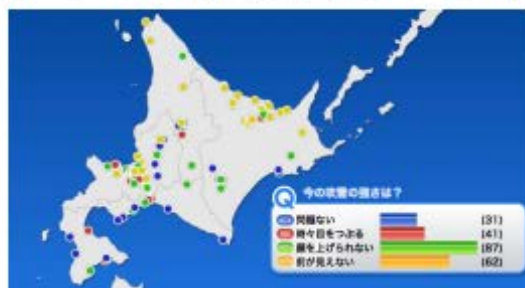 Q 今の吹雪の強さは？
問題ない (31)
時々目をつぶる (41)
顔を上げられない (87)
前が見えない (62)